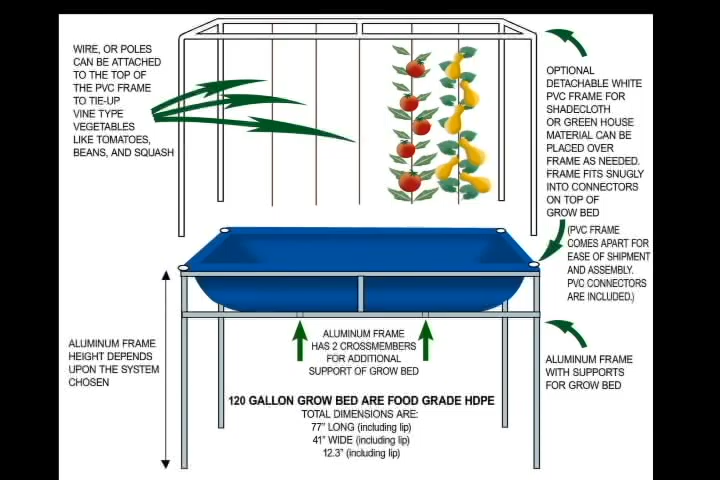 WIRE, OR POLES
CAN BE ATTACHED
TO THE TOP OF
THE PVC FRAME
TO TIE-UP
VINE TYPE
VEGETABLES
LIKE TOMATOES,
BEANS, AND SQUASH
OPTIONAL
DETACHABLE WHITE
PVC FRAME FOR
SHADECLOTH
OR GREEN HOUSE
MATERIAL CAN BE
PLACED OVER
FRAME AS NEEDED.
FRAME FITS SNUGLY
INTO CONNECTORS
ON TOP OF
GROW BED
(PVC FRAME
COMES APART FOR
EASE OF SHIPMENT
AND ASSEMBLY.
PVC CONNECTORS
ARE INCLUDED.)
ALUMINUM FRAME
HEIGHT DEPENDS
UPON THE SYSTEM
CHOSEN
ALUMINUM FRAME
HAS 2 CROSSMEMBERS
FOR ADDITIONAL
SUPPORT OF GROW BED
ALUMINUM FRAME
WITH SUPPORTS
FOR GROW BED
120 GALLON GROW BED ARE FOOD GRADE HDPE
TOTAL DIMENSIONS ARE:
77" LONG (including lip)
41" WIDE (including lip)
12.3" (including lip)